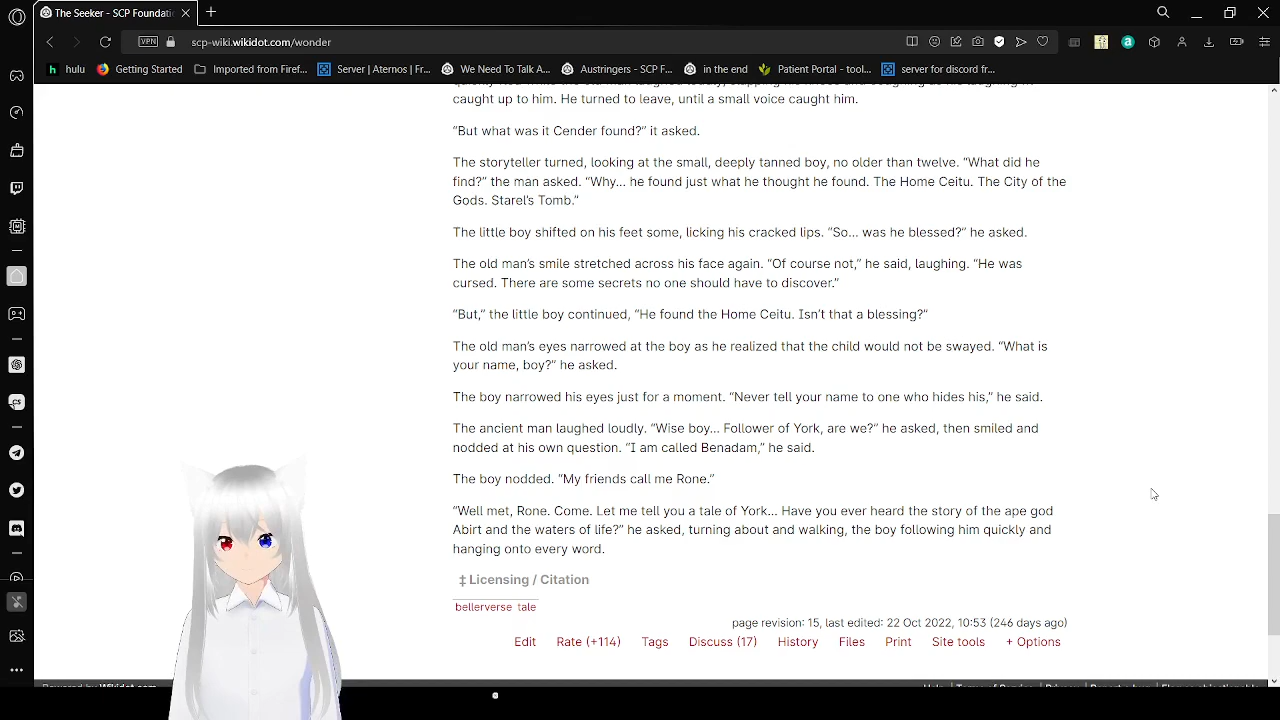 The Seeker - SCP Foundati
scp-wiki.wikidot.com/wonder
VPN
hulu
Getting Started
Imported from Firef...
Server | Aternos | Fr...
We Need To Talk A...
Austringers - SCP F...
in the end
Patient Portal - tool...
server for discord fr...
caught up to him. He turned to leave, until a small voice caught him.
“But what was it Cender found?” it asked.
The storyteller turned, looking at the small, deeply tanned boy, no older than twelve. “What did he
find?” the man asked. “Why… he found just what he thought he found. The Home Ceitu. The City of the
Gods. Starel’s Tomb.”
The little boy shifted on his feet some, licking his cracked lips. “So… was he blessed?” he asked.
The old man’s smile stretched across his face again. “Of course not,” he said, laughing. “He was
cursed. There are some secrets no one should have to discover.”
“But,” the little boy continued, “He found the Home Ceitu. Isn’t that a blessing?”
The old man’s eyes narrowed at the boy as he realized that the child would not be swayed. “What is
your name, boy?” he asked.
The boy narrowed his eyes just for a moment. “Never tell your name to one who hides his,” he said.
The ancient man laughed loudly. “Wise boy… Follower of York, are we?” he asked, then smiled and
nodded at his own question. “I am called Benadam,” he said.
The boy nodded. “My friends call me Rone.”
“Well met, Rone. Come. Let me tell you a tale of York… Have you ever heard the story of the ape god
Abirt and the waters of life?” he asked, turning about and walking, the boy following him quickly and
hanging onto every word.
‡ Licensing / Citation
bellerverse tale
page revision: 15, last edited: 22 Oct 2022, 10:53 (246 days ago)
Edit Rate (+114) Tags Discuss (17) History Files Print Site tools + Options